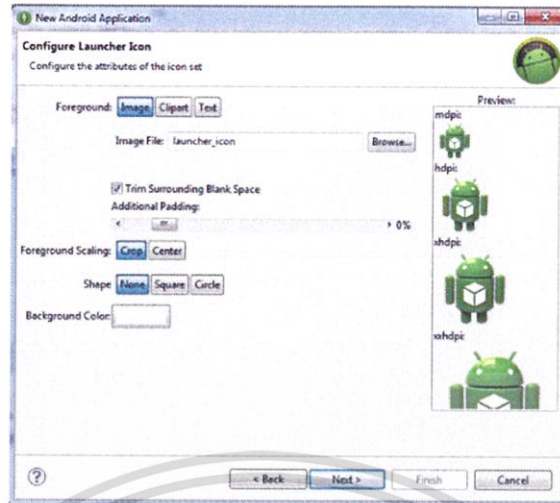 New Android Application
Configure Launcher Icon
Configure the attributes of the icon set
Foreground: Image Clipart Text
Image File: launcher_icon Browse...
Trim Surrounding Blank Space
Additional Padding:
0%
Foreground Scaling: Crop Center
Shape None Square Circle
Background Color:
Preview:
mdpi:
hdpi:
xhdpi:
xxhdpi:
< Back Next > Finish Cancel